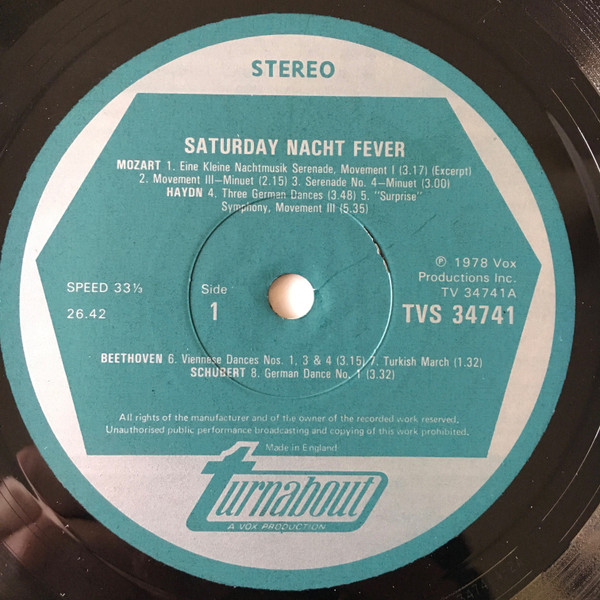 STEREO
SATURDAY NACHT FEVER
MOZART 1. Eine Kleine Nachtmusik Serenade, Movement I (3.17) (Excerpt)
2. Movement III–Minuet (2.15) 3. Serenade No. 4–Minuet (3.00)
HAYDN 4. Three German Dances (3.48) 5. "Surprise"
Symphony, Movement III (5.35)
SPEED 33⅓
26.42
Side
1
℗ 1978 Vox
Productions Inc.
TV 34741A
TVS 34741
BEETHOVEN 6. Viennese Dances Nos. 1, 3 & 4 (3.15) 7. Turkish March (1.32)
SCHUBERT 8. German Dance No. 1 (3.32)
All rights of the manufacturer and of the owner of the recorded work reserved.
Unauthorised public performance broadcasting and copying of this work prohibited.
Made in England
turnabout
A VOX PRODUCTION